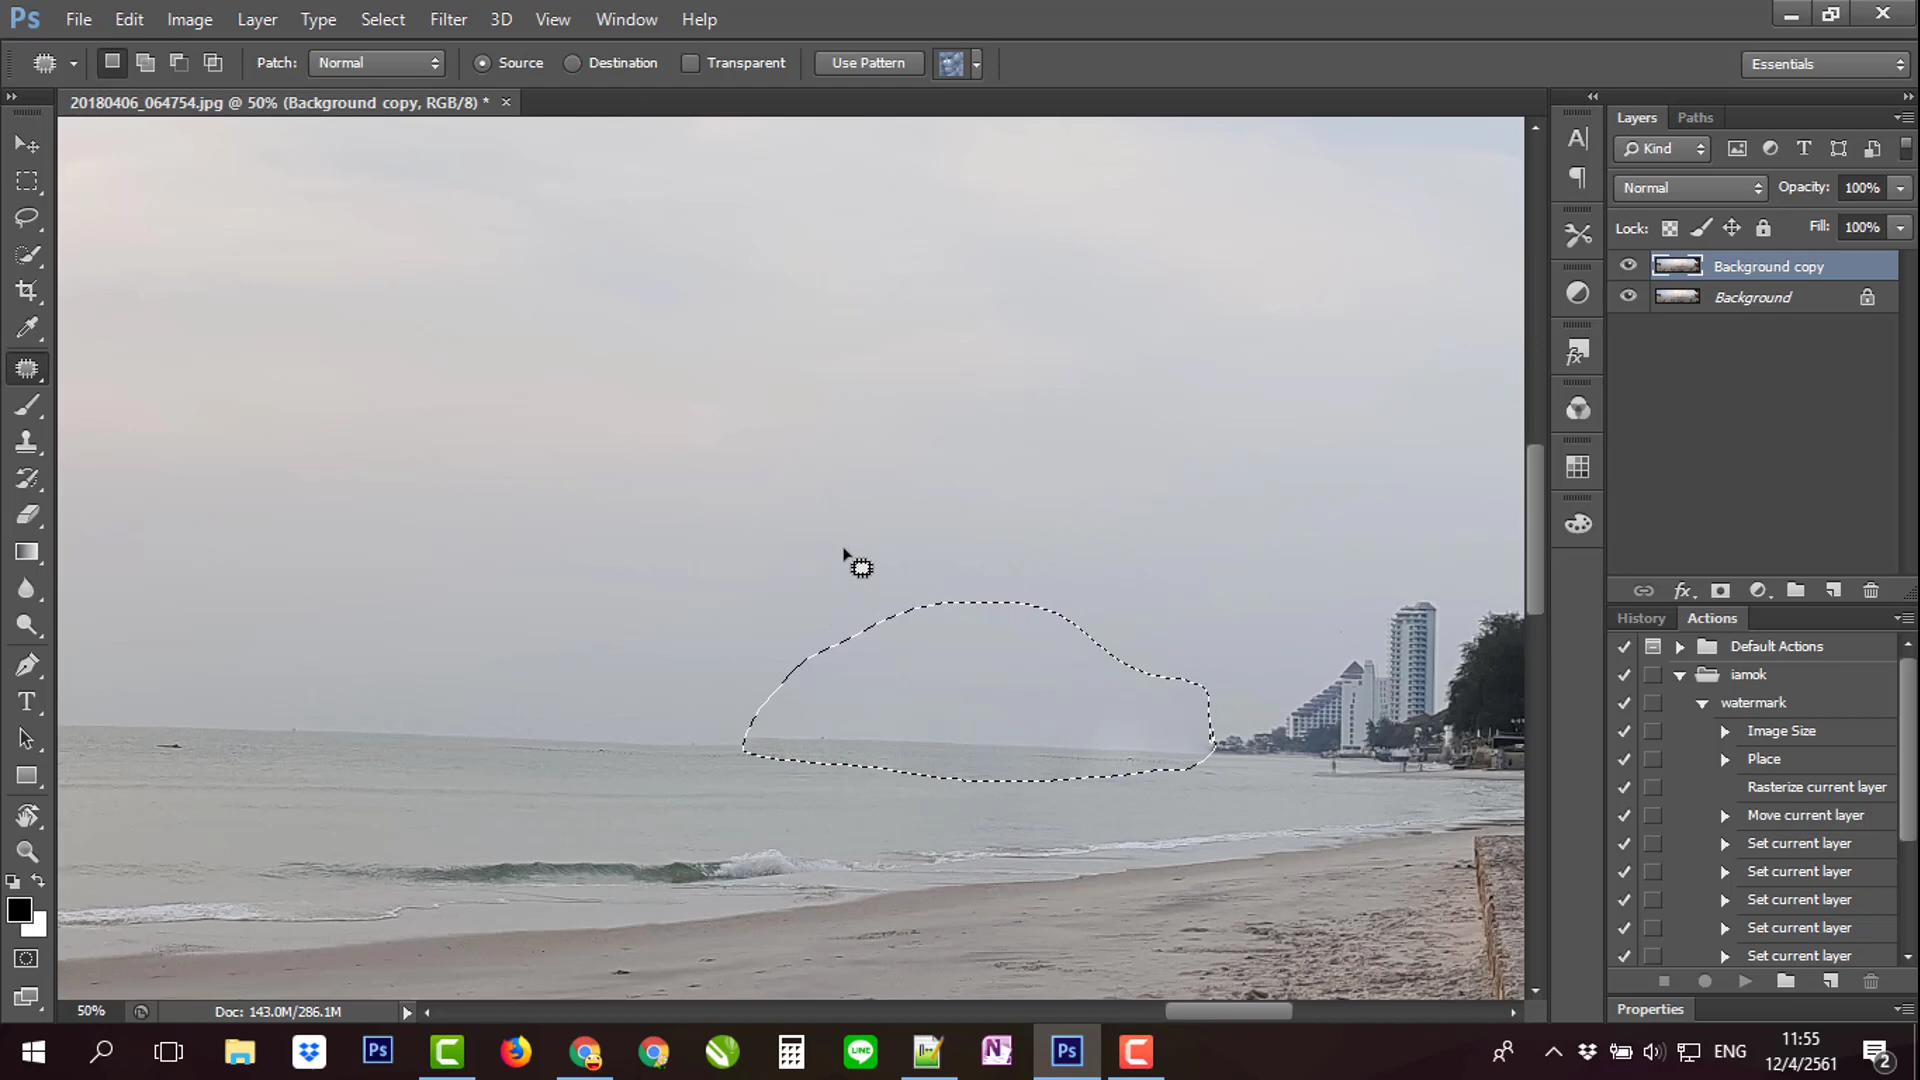 Ps File Edit Image Layer Type Select Filter 3D View Window Help
Patch: Normal Source Destination Transparent Use Pattern Essentials
20180406_064754.jpg @ 50% (Background copy, RGB/8) * ×
Layers Paths
Kind
Normal Opacity: 100%
Lock: Fill: 100%
Background copy
Background
History Actions
Default Actions
iamok
watermark
Image Size
Place
Rasterize current layer
Move current layer
Set current layer
Set current layer
Set current layer
Set current layer
Set current layer
Properties
50% Doc: 143.0M/286.1M
ENG
11:55
12/4/2561
2